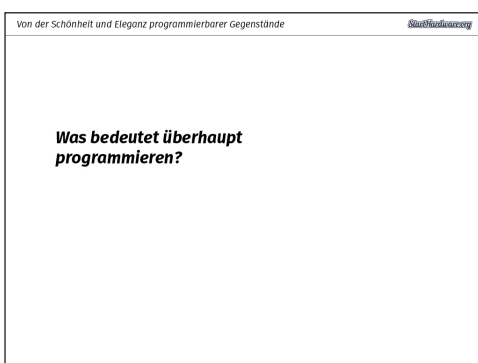 Von der Schönheit und Eleganz programmierbarer Gegenstände
StartHardware.org
Was bedeutet überhaupt
programmieren?